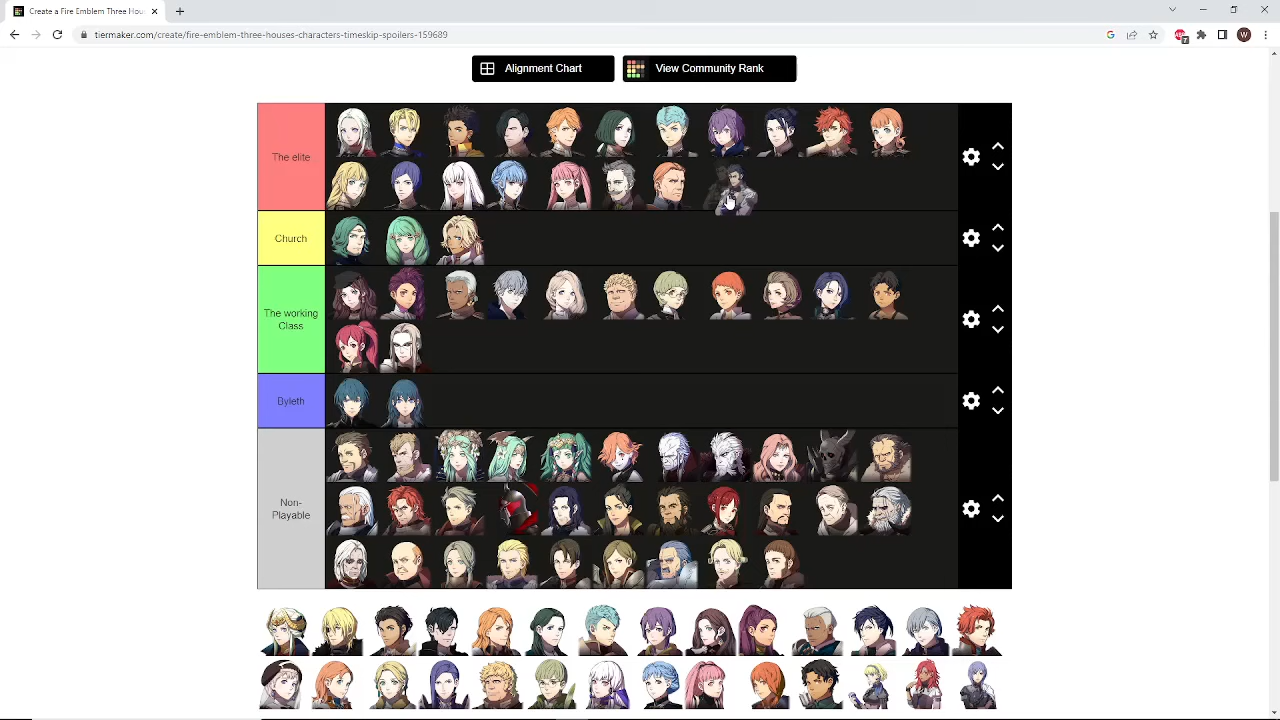 Create a Fire Emblem Three Hous
tiermaker.com/create/fire-emblem-three-houses-characters-timeskip-spoilers-159689
W
Alignment Chart
View Community Rank
The elite
Church
The working
Class
Byleth
Non-
Playable